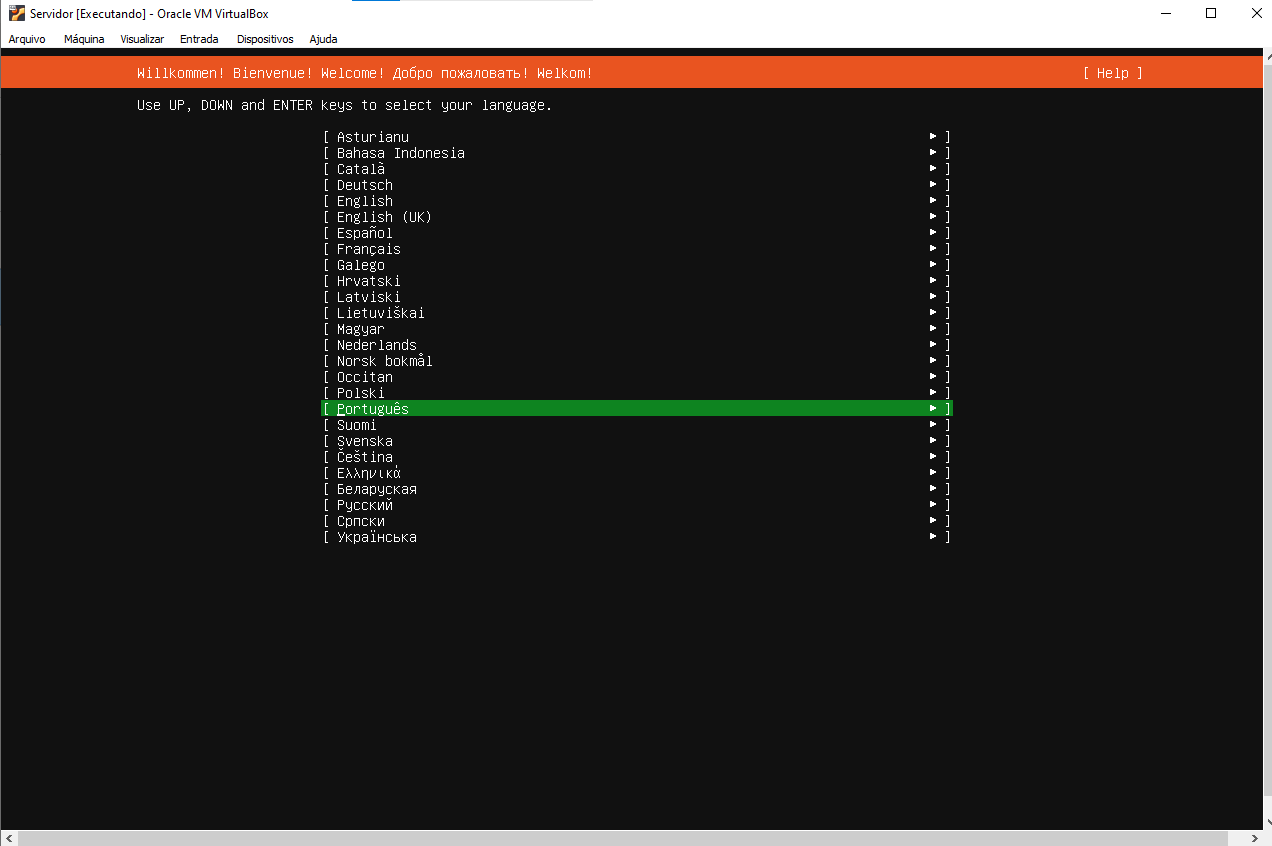 Servidor [Executando] - Oracle VM VirtualBox
Arquivo Máquina Visualizar Entrada Dispositivos Ajuda
Willkommen! Bienvenue! Welcome! Добро пожаловать! Welkom! [ Help ]
Use UP, DOWN and ENTER keys to select your language.
[ Asturianu ▸ ]
[ Bahasa Indonesia ▸ ]
[ Català ▸ ]
[ Deutsch ▸ ]
[ English ▸ ]
[ English (UK) ▸ ]
[ Español ▸ ]
[ Français ▸ ]
[ Galego ▸ ]
[ Hrvatski ▸ ]
[ Latviski ▸ ]
[ Lietuviškai ▸ ]
[ Magyar ▸ ]
[ Nederlands ▸ ]
[ Norsk bokmål ▸ ]
[ Occitan ▸ ]
[ Polski ▸ ]
[ Português ▸ ]
[ Suomi ▸ ]
[ Svenska ▸ ]
[ Čeština ▸ ]
[ Ελληνικά ▸ ]
[ Беларуская ▸ ]
[ Русский ▸ ]
[ Српски ▸ ]
[ Українська ▸ ]